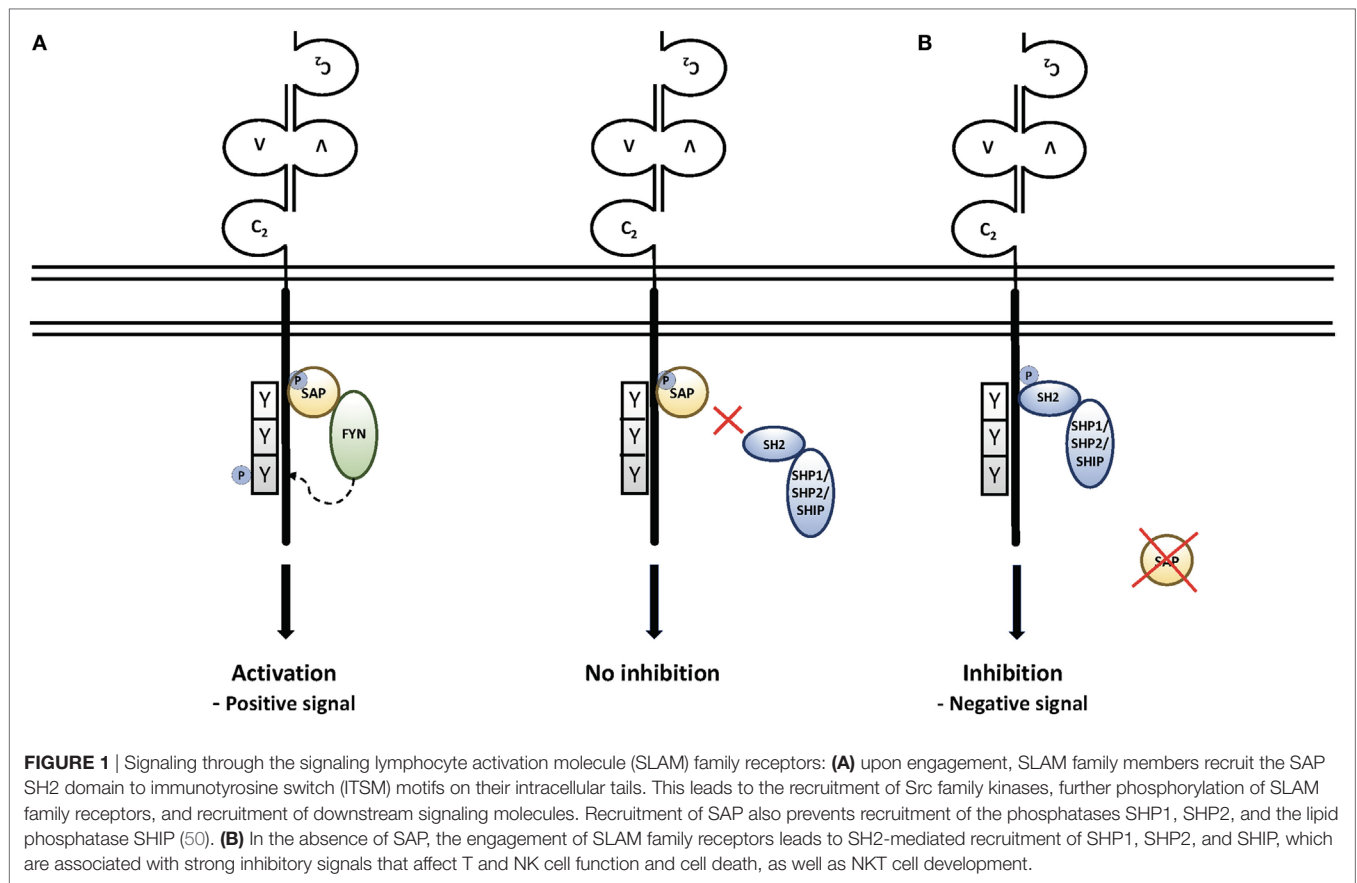 A
B
C2
C2
C2
V
V
V
V
V
V
C2
C2
C2
P
SAP
Y
FYN
Y
P
Y
P
SAP
Y
Y
SH2
Y
SHP1/
SHP2/
SHIP
P
SH2
Y
SHP1/
SHP2/
SHIP
Y
Y
SAP
Activation
- Positive signal
No inhibition
Inhibition
- Negative signal
FIGURE 1 | Signaling through the signaling lymphocyte activation molecule (SLAM) family receptors: (A) upon engagement, SLAM family members recruit the SAP
SH2 domain to immunotyrosine switch (ITSM) motifs on their intracellular tails. This leads to the recruitment of Src family kinases, further phosphorylation of SLAM
family receptors, and recruitment of downstream signaling molecules. Recruitment of SAP also prevents recruitment of the phosphatases SHP1, SHP2, and the lipid
phosphatase SHIP (50). (B) In the absence of SAP, the engagement of SLAM family receptors leads to SH2-mediated recruitment of SHP1, SHP2, and SHIP, which
are associated with strong inhibitory signals that affect T and NK cell function and cell death, as well as NKT cell development.